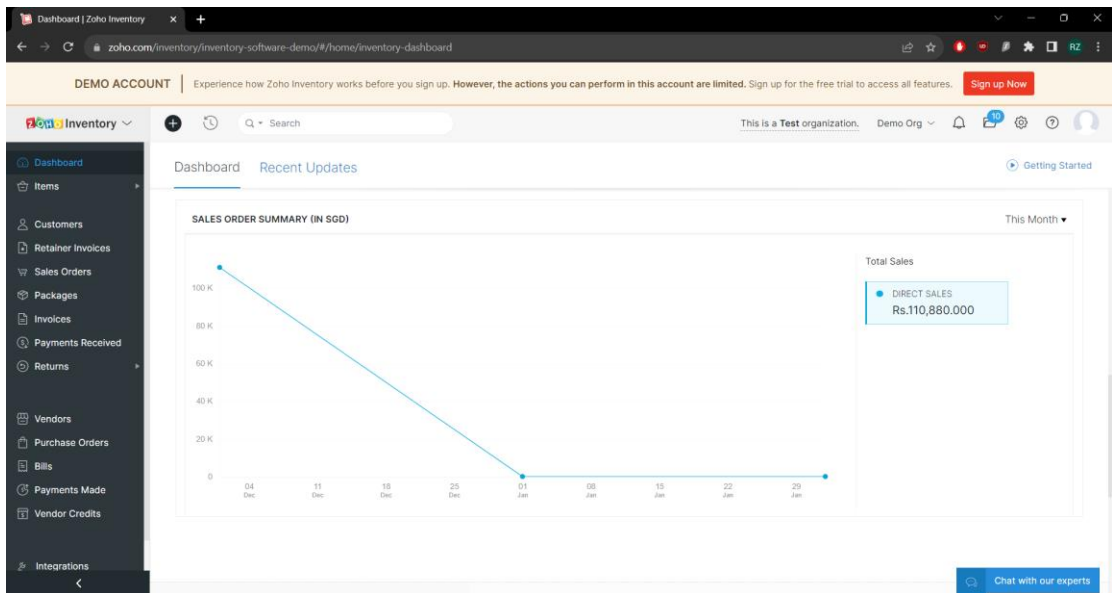 Dashboard | Zoho Inventory
zoho.com/inventory/inventory-software-demo/#/home/inventory-dashboard
RZ
DEMO ACCOUNT
Experience how Zoho Inventory works before you sign up. However, the actions you can perform in this account are limited. Sign up for the free trial to access all features.
Sign up Now
ZOHO Inventory
Search
This is a Test organization.
Demo Org
10
Dashboard
Items
Customers
Retainer Invoices
Sales Orders
Packages
Invoices
Payments Received
Returns
Vendors
Purchase Orders
Bills
Payments Made
Vendor Credits
Integrations
Dashboard
Recent Updates
Getting Started
SALES ORDER SUMMARY (IN SGD)
This Month
100 K
80 K
60 K
40 K
20 K
0
04 Dec
11 Dec
18 Dec
25 Dec
01 Jan
08 Jan
15 Jan
22 Jan
29 Jan
Total Sales
DIRECT SALES
Rs.110,880.000
Chat with our experts